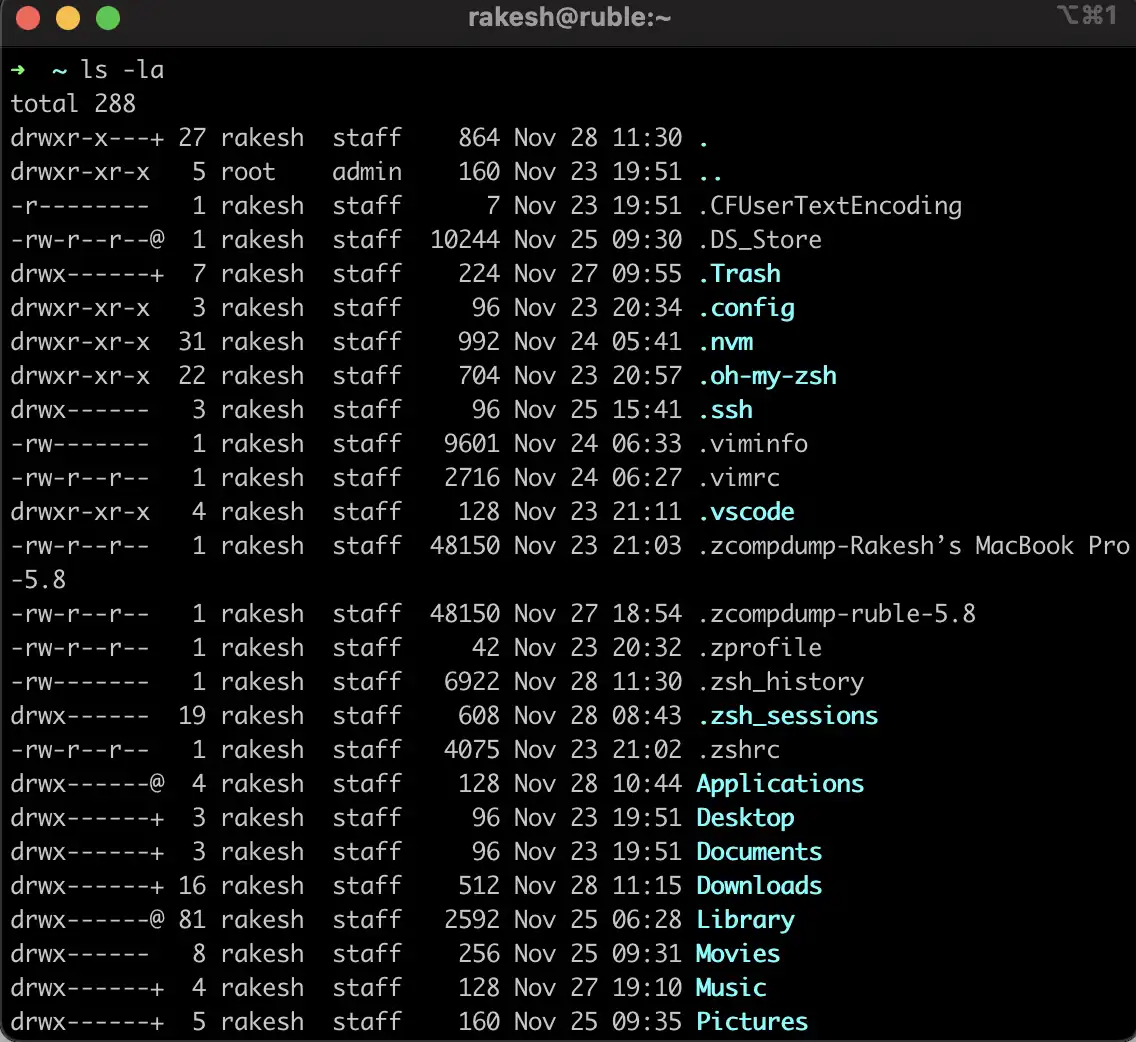 rakesh@ruble:~ ⌥⌘1
➜  ~ ls -la
total 288
drwxr-x---+ 27 rakesh  staff    864 Nov 28 11:30 .
drwxr-xr-x   5 root    admin    160 Nov 23 19:51 ..
-r--------   1 rakesh  staff      7 Nov 23 19:51 .CFUserTextEncoding
-rw-r--r--@  1 rakesh  staff  10244 Nov 25 09:30 .DS_Store
drwx------+  7 rakesh  staff    224 Nov 27 09:55 .Trash
drwxr-xr-x   3 rakesh  staff     96 Nov 23 20:34 .config
drwxr-xr-x  31 rakesh  staff    992 Nov 24 05:41 .nvm
drwxr-xr-x  22 rakesh  staff    704 Nov 23 20:57 .oh-my-zsh
drwx------   3 rakesh  staff     96 Nov 25 15:41 .ssh
-rw-------   1 rakesh  staff   9601 Nov 24 06:33 .viminfo
-rw-r--r--   1 rakesh  staff   2716 Nov 24 06:27 .vimrc
drwxr-xr-x   4 rakesh  staff    128 Nov 23 21:11 .vscode
-rw-r--r--   1 rakesh  staff  48150 Nov 23 21:03 .zcompdump-Rakesh’s MacBook Pro
-5.8
-rw-r--r--   1 rakesh  staff  48150 Nov 27 18:54 .zcompdump-ruble-5.8
-rw-r--r--   1 rakesh  staff     42 Nov 23 20:32 .zprofile
-rw-------   1 rakesh  staff   6922 Nov 28 11:30 .zsh_history
drwx------  19 rakesh  staff    608 Nov 28 08:43 .zsh_sessions
-rw-r--r--   1 rakesh  staff   4075 Nov 23 21:02 .zshrc
drwx------@  4 rakesh  staff    128 Nov 28 10:44 Applications
drwx------+  3 rakesh  staff     96 Nov 23 19:51 Desktop
drwx------+  3 rakesh  staff     96 Nov 23 19:51 Documents
drwx------+ 16 rakesh  staff    512 Nov 28 11:15 Downloads
drwx------@ 81 rakesh  staff   2592 Nov 25 06:28 Library
drwx------   8 rakesh  staff    256 Nov 25 09:31 Movies
drwx------+  4 rakesh  staff    128 Nov 27 19:10 Music
drwx------+  5 rakesh  staff    160 Nov 25 09:35 Pictures